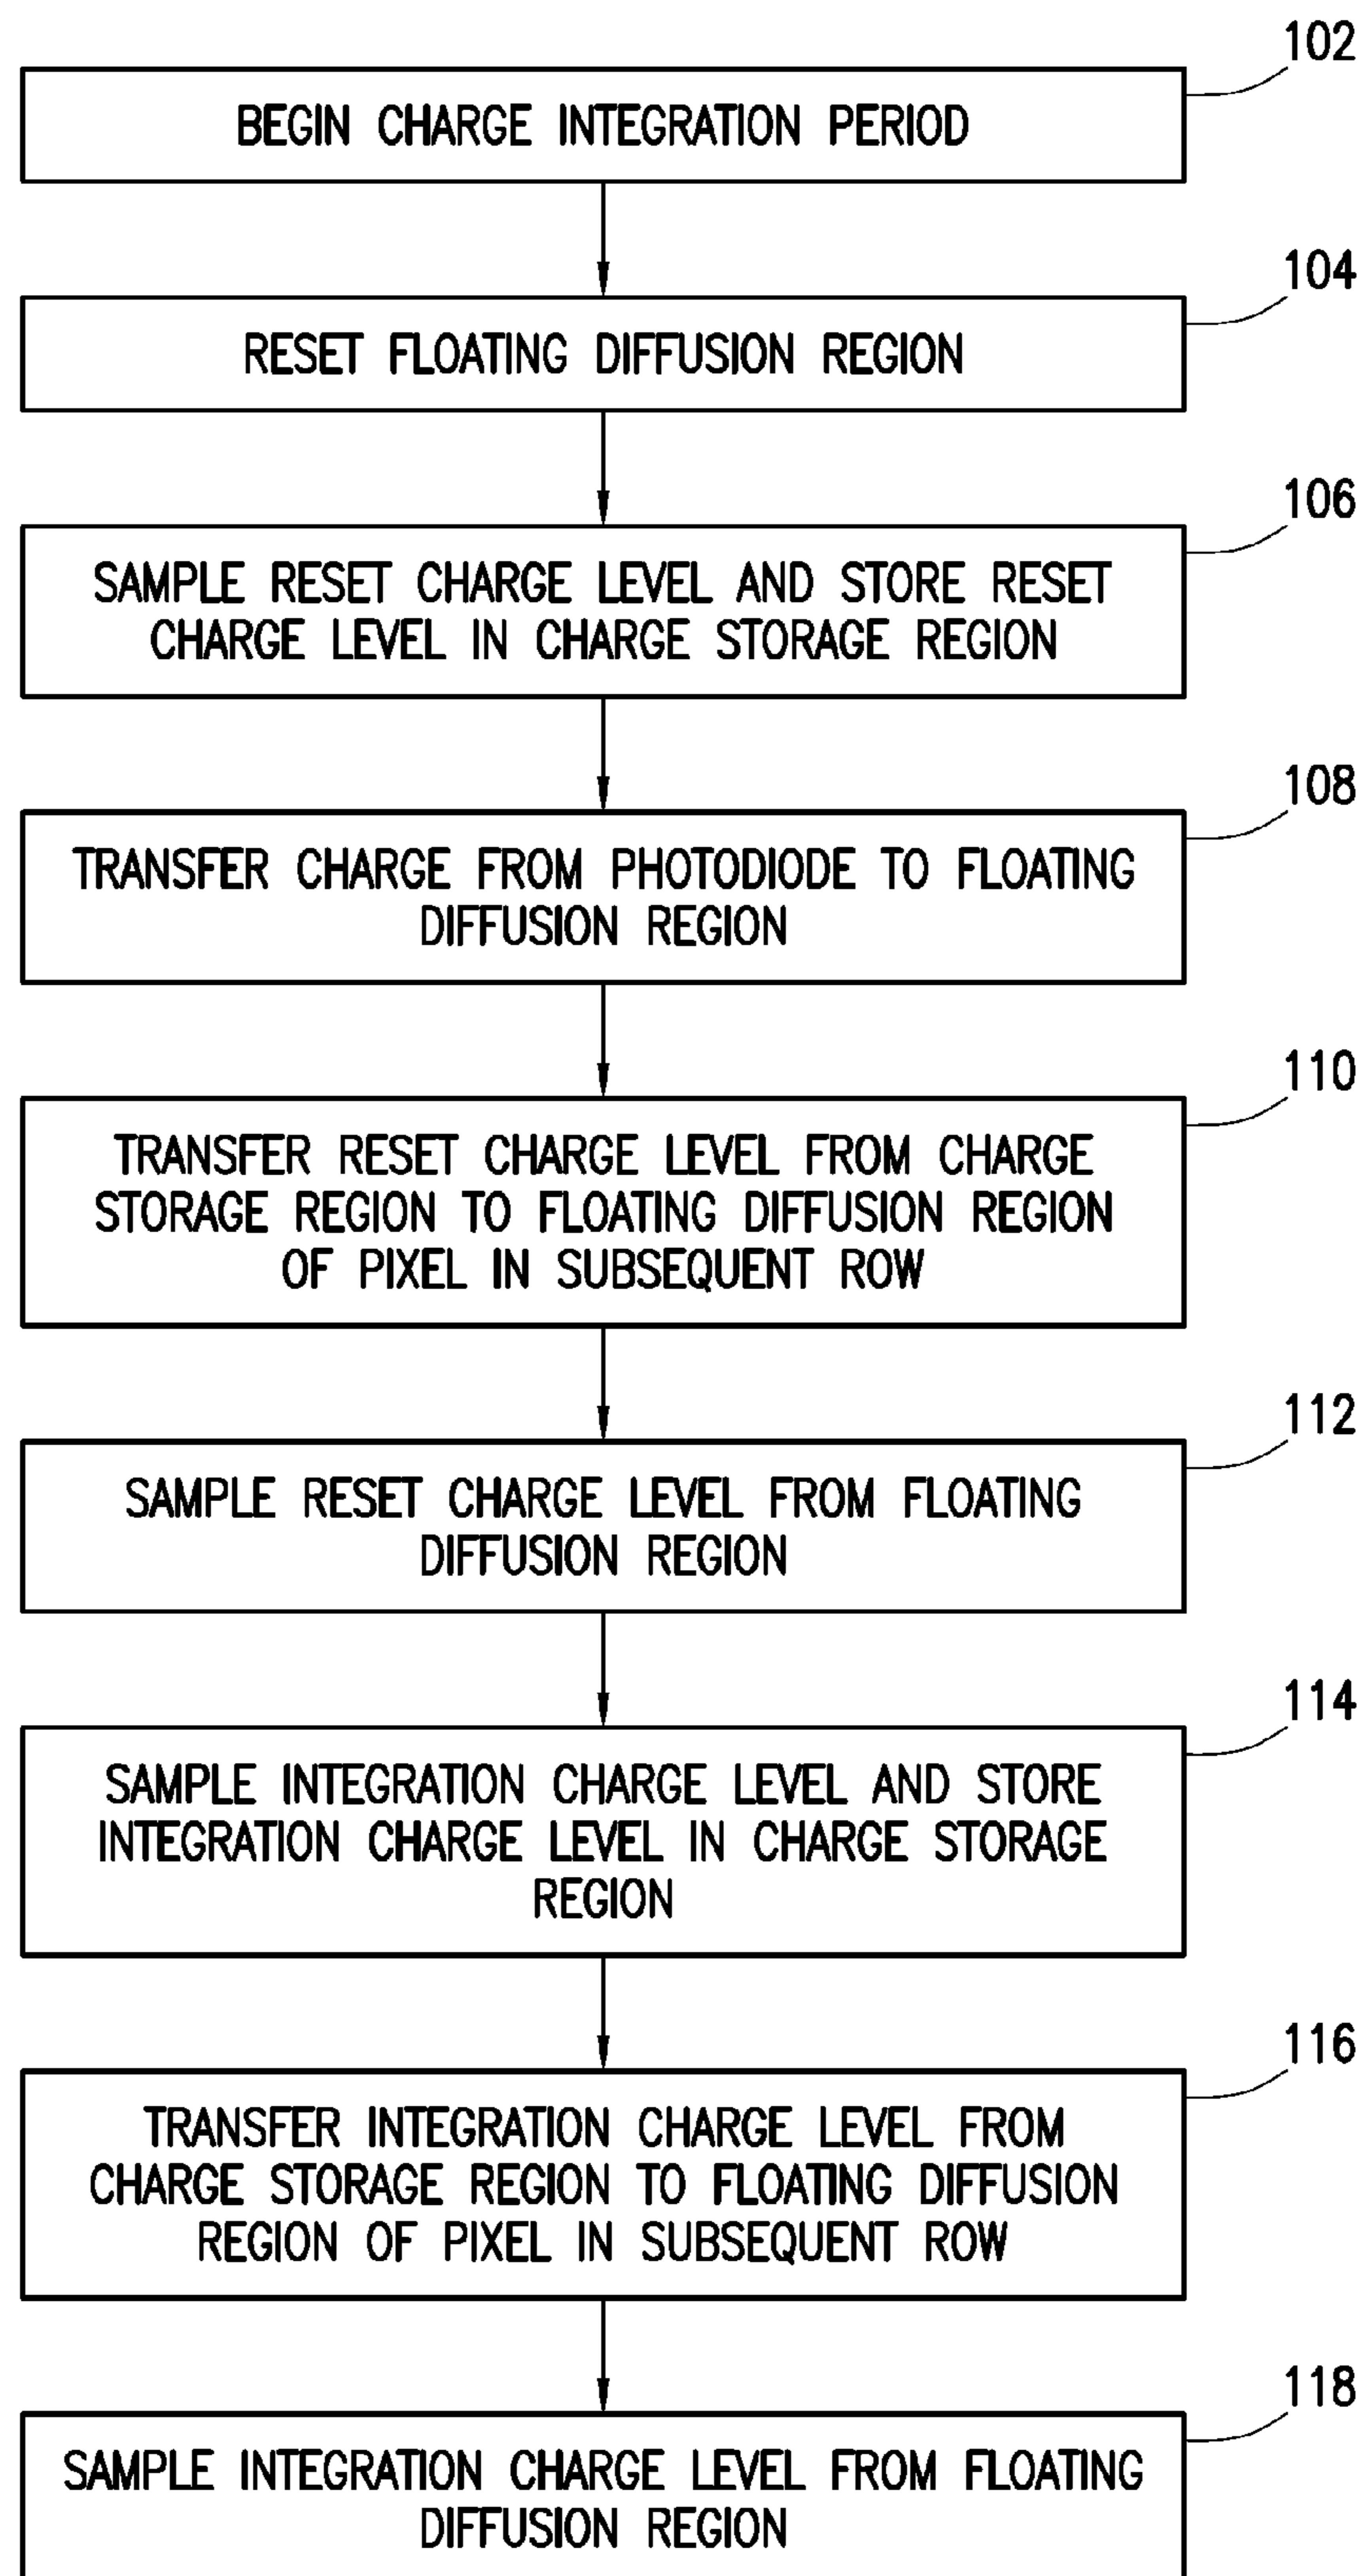 102
BEGIN CHARGE INTEGRATION PERIOD
104
RESET FLOATING DIFFUSION REGION
106
SAMPLE RESET CHARGE LEVEL AND STORE RESET
CHARGE LEVEL IN CHARGE STORAGE REGION
108
TRANSFER CHARGE FROM PHOTODIODE TO FLOATING
DIFFUSION REGION
110
TRANSFER RESET CHARGE LEVEL FROM CHARGE
STORAGE REGION TO FLOATING DIFFUSION REGION
OF PIXEL IN SUBSEQUENT ROW
112
SAMPLE RESET CHARGE LEVEL FROM FLOATING
DIFFUSION REGION
114
SAMPLE INTEGRATION CHARGE LEVEL AND STORE
INTEGRATION CHARGE LEVEL IN CHARGE STORAGE
REGION
116
TRANSFER INTEGRATION CHARGE LEVEL FROM
CHARGE STORAGE REGION TO FLOATING DIFFUSION
REGION OF PIXEL IN SUBSEQUENT ROW
118
SAMPLE INTEGRATION CHARGE LEVEL FROM FLOATING
DIFFUSION REGION